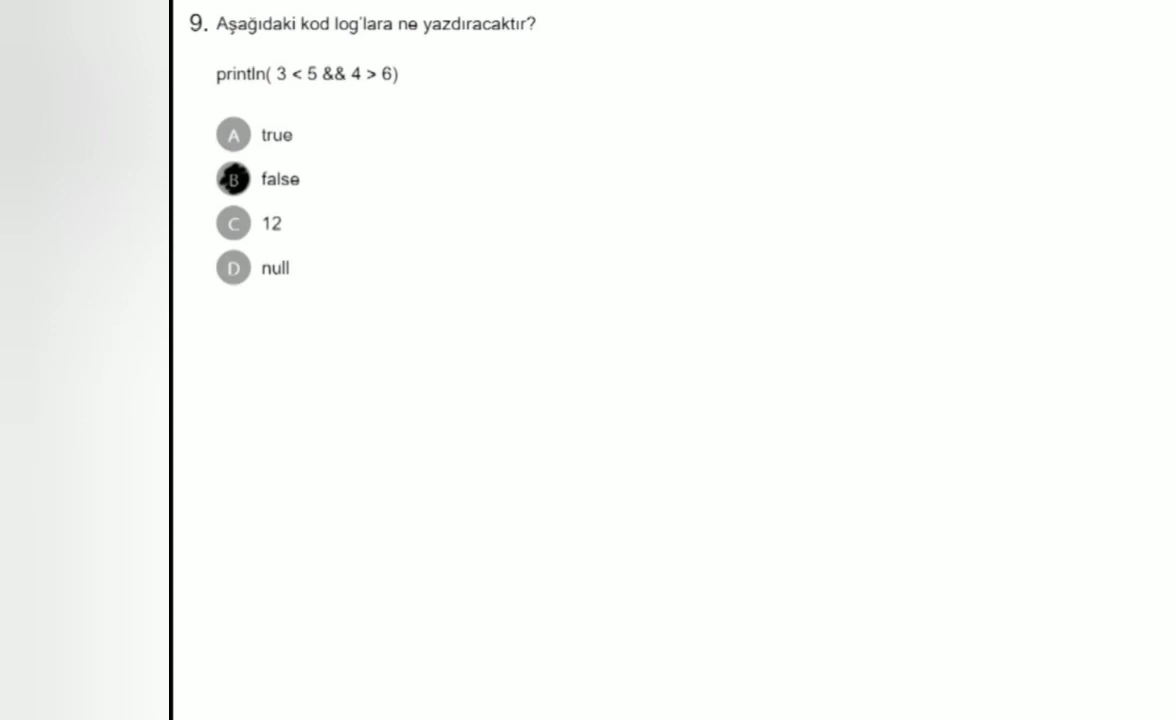 9. Aşağıdaki kod log'lara ne yazdıracaktır?
println( 3 < 5 && 4 > 6)
A true
B false
C 12
D null